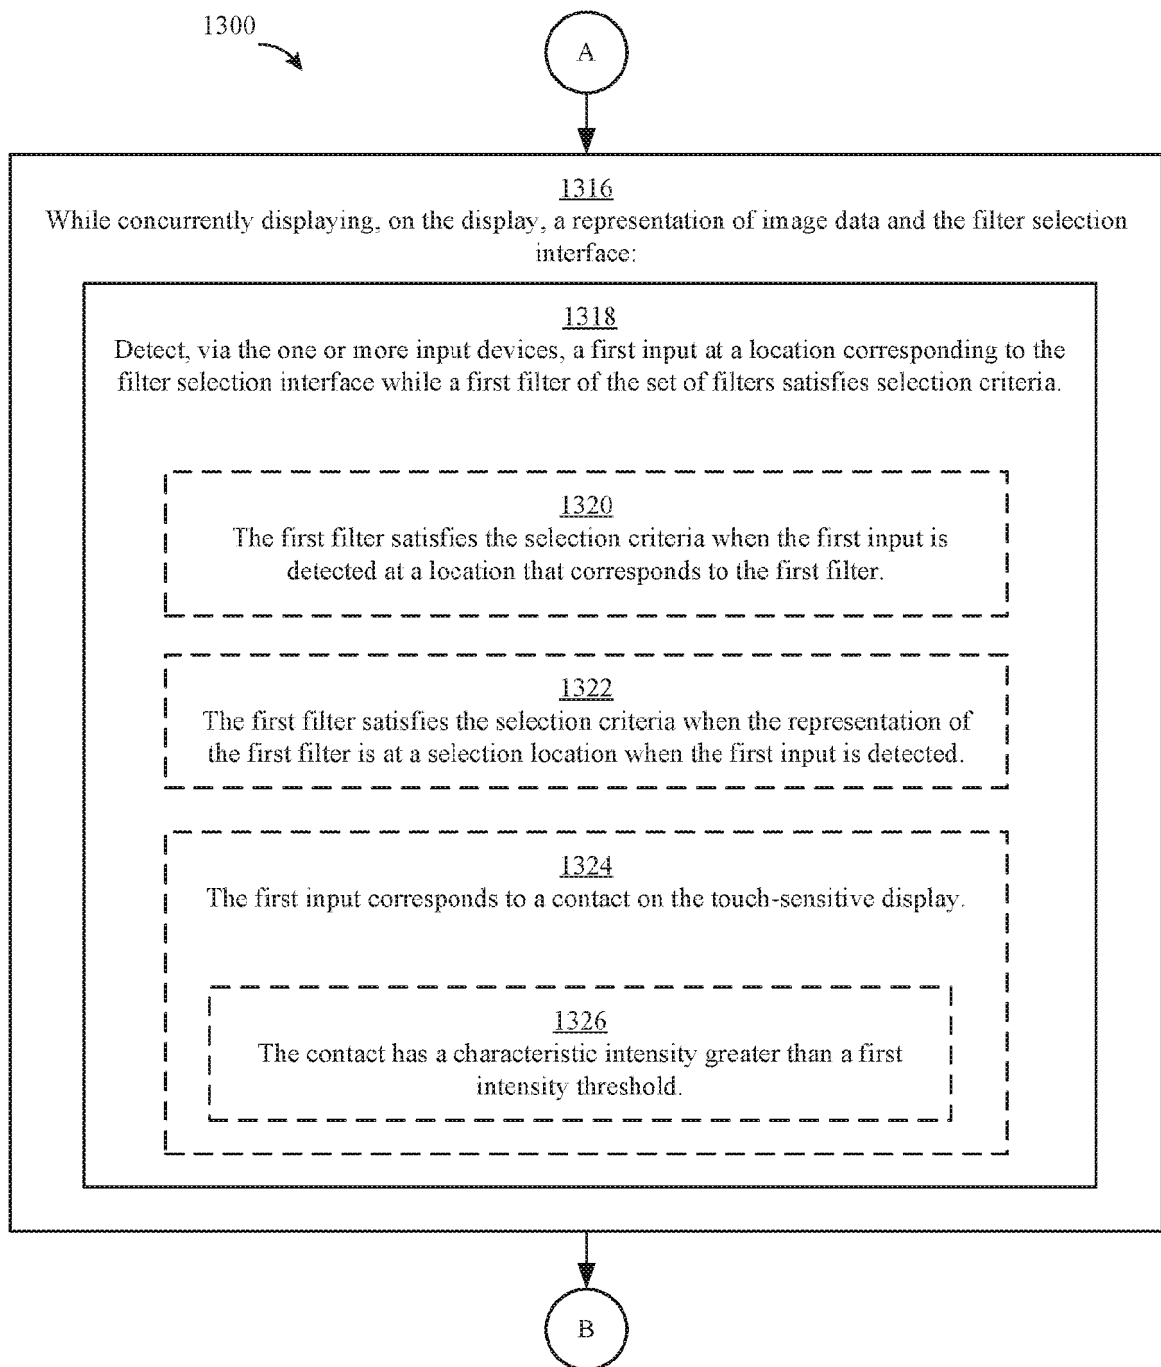 1300
A
1316
While concurrently displaying, on the display, a representation of image data and the filter selection
interface:
1318
Detect, via the one or more input devices, a first input at a location corresponding to the
filter selection interface while a first filter of the set of filters satisfies selection criteria.
1320
The first filter satisfies the selection criteria when the first input is
detected at a location that corresponds to the first filter.
1322
The first filter satisfies the selection criteria when the representation of
the first filter is at a selection location when the first input is detected.
1324
The first input corresponds to a contact on the touch-sensitive display.
1326
The contact has a characteristic intensity greater than a first
intensity threshold.
B